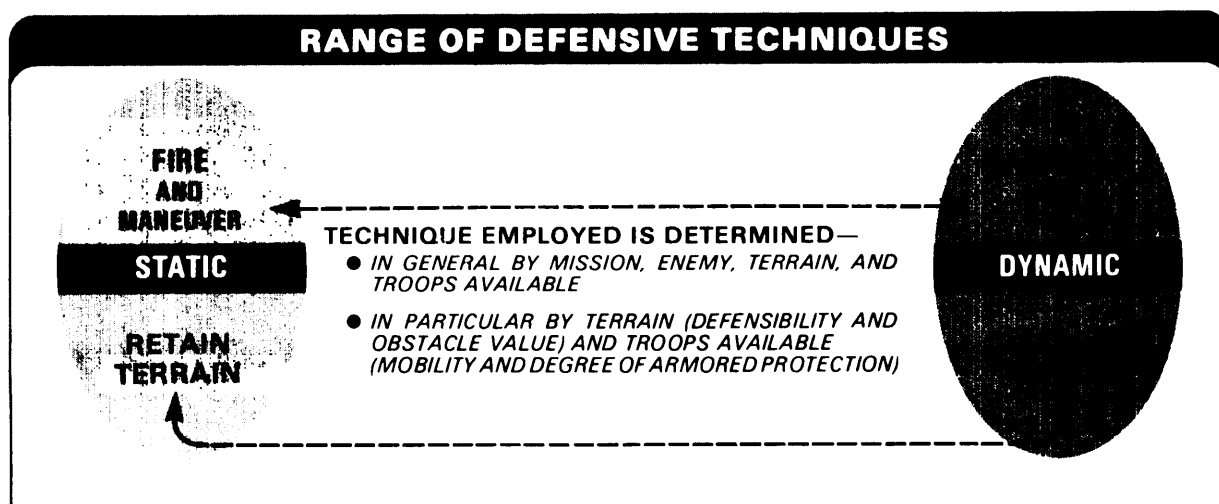 RANGE OF DEFENSIVE TECHNIQUES
FIRE
AND
MANEUVER
STATIC
RETAIN
TERRAIN
TECHNIQUE EMPLOYED IS DETERMINED—
● IN GENERAL BY MISSION, ENEMY, TERRAIN, AND
TROOPS AVAILABLE
● IN PARTICULAR BY TERRAIN (DEFENSIBILITY AND
OBSTACLE VALUE) AND TROOPS AVAILABLE
(MOBILITY AND DEGREE OF ARMORED PROTECTION)
DYNAMIC